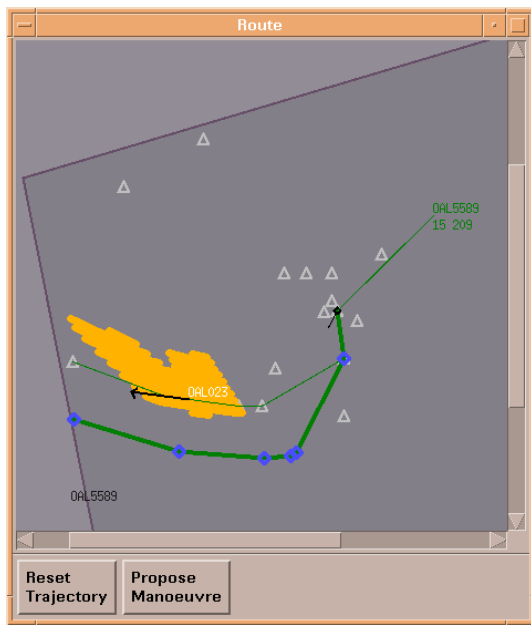 Route
OAL5589
15 209
OAL023
OAL5589
Reset
Trajectory
Propose
Manoeuvre